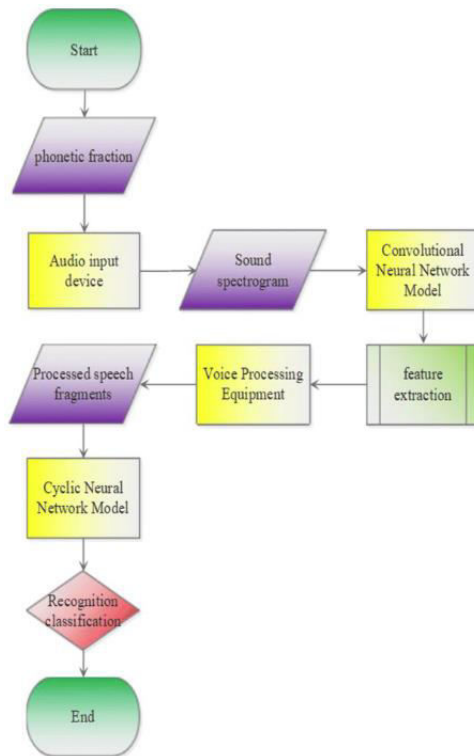 Start
phonetic fraction
Audio input
device
Sound
spectrogram
Convolutional
Neural Network
Model
feature
extraction
Voice Processing
Equipment
Processed speech
fragments
Cyclic Neural
Network Model
Recognition
classification
End